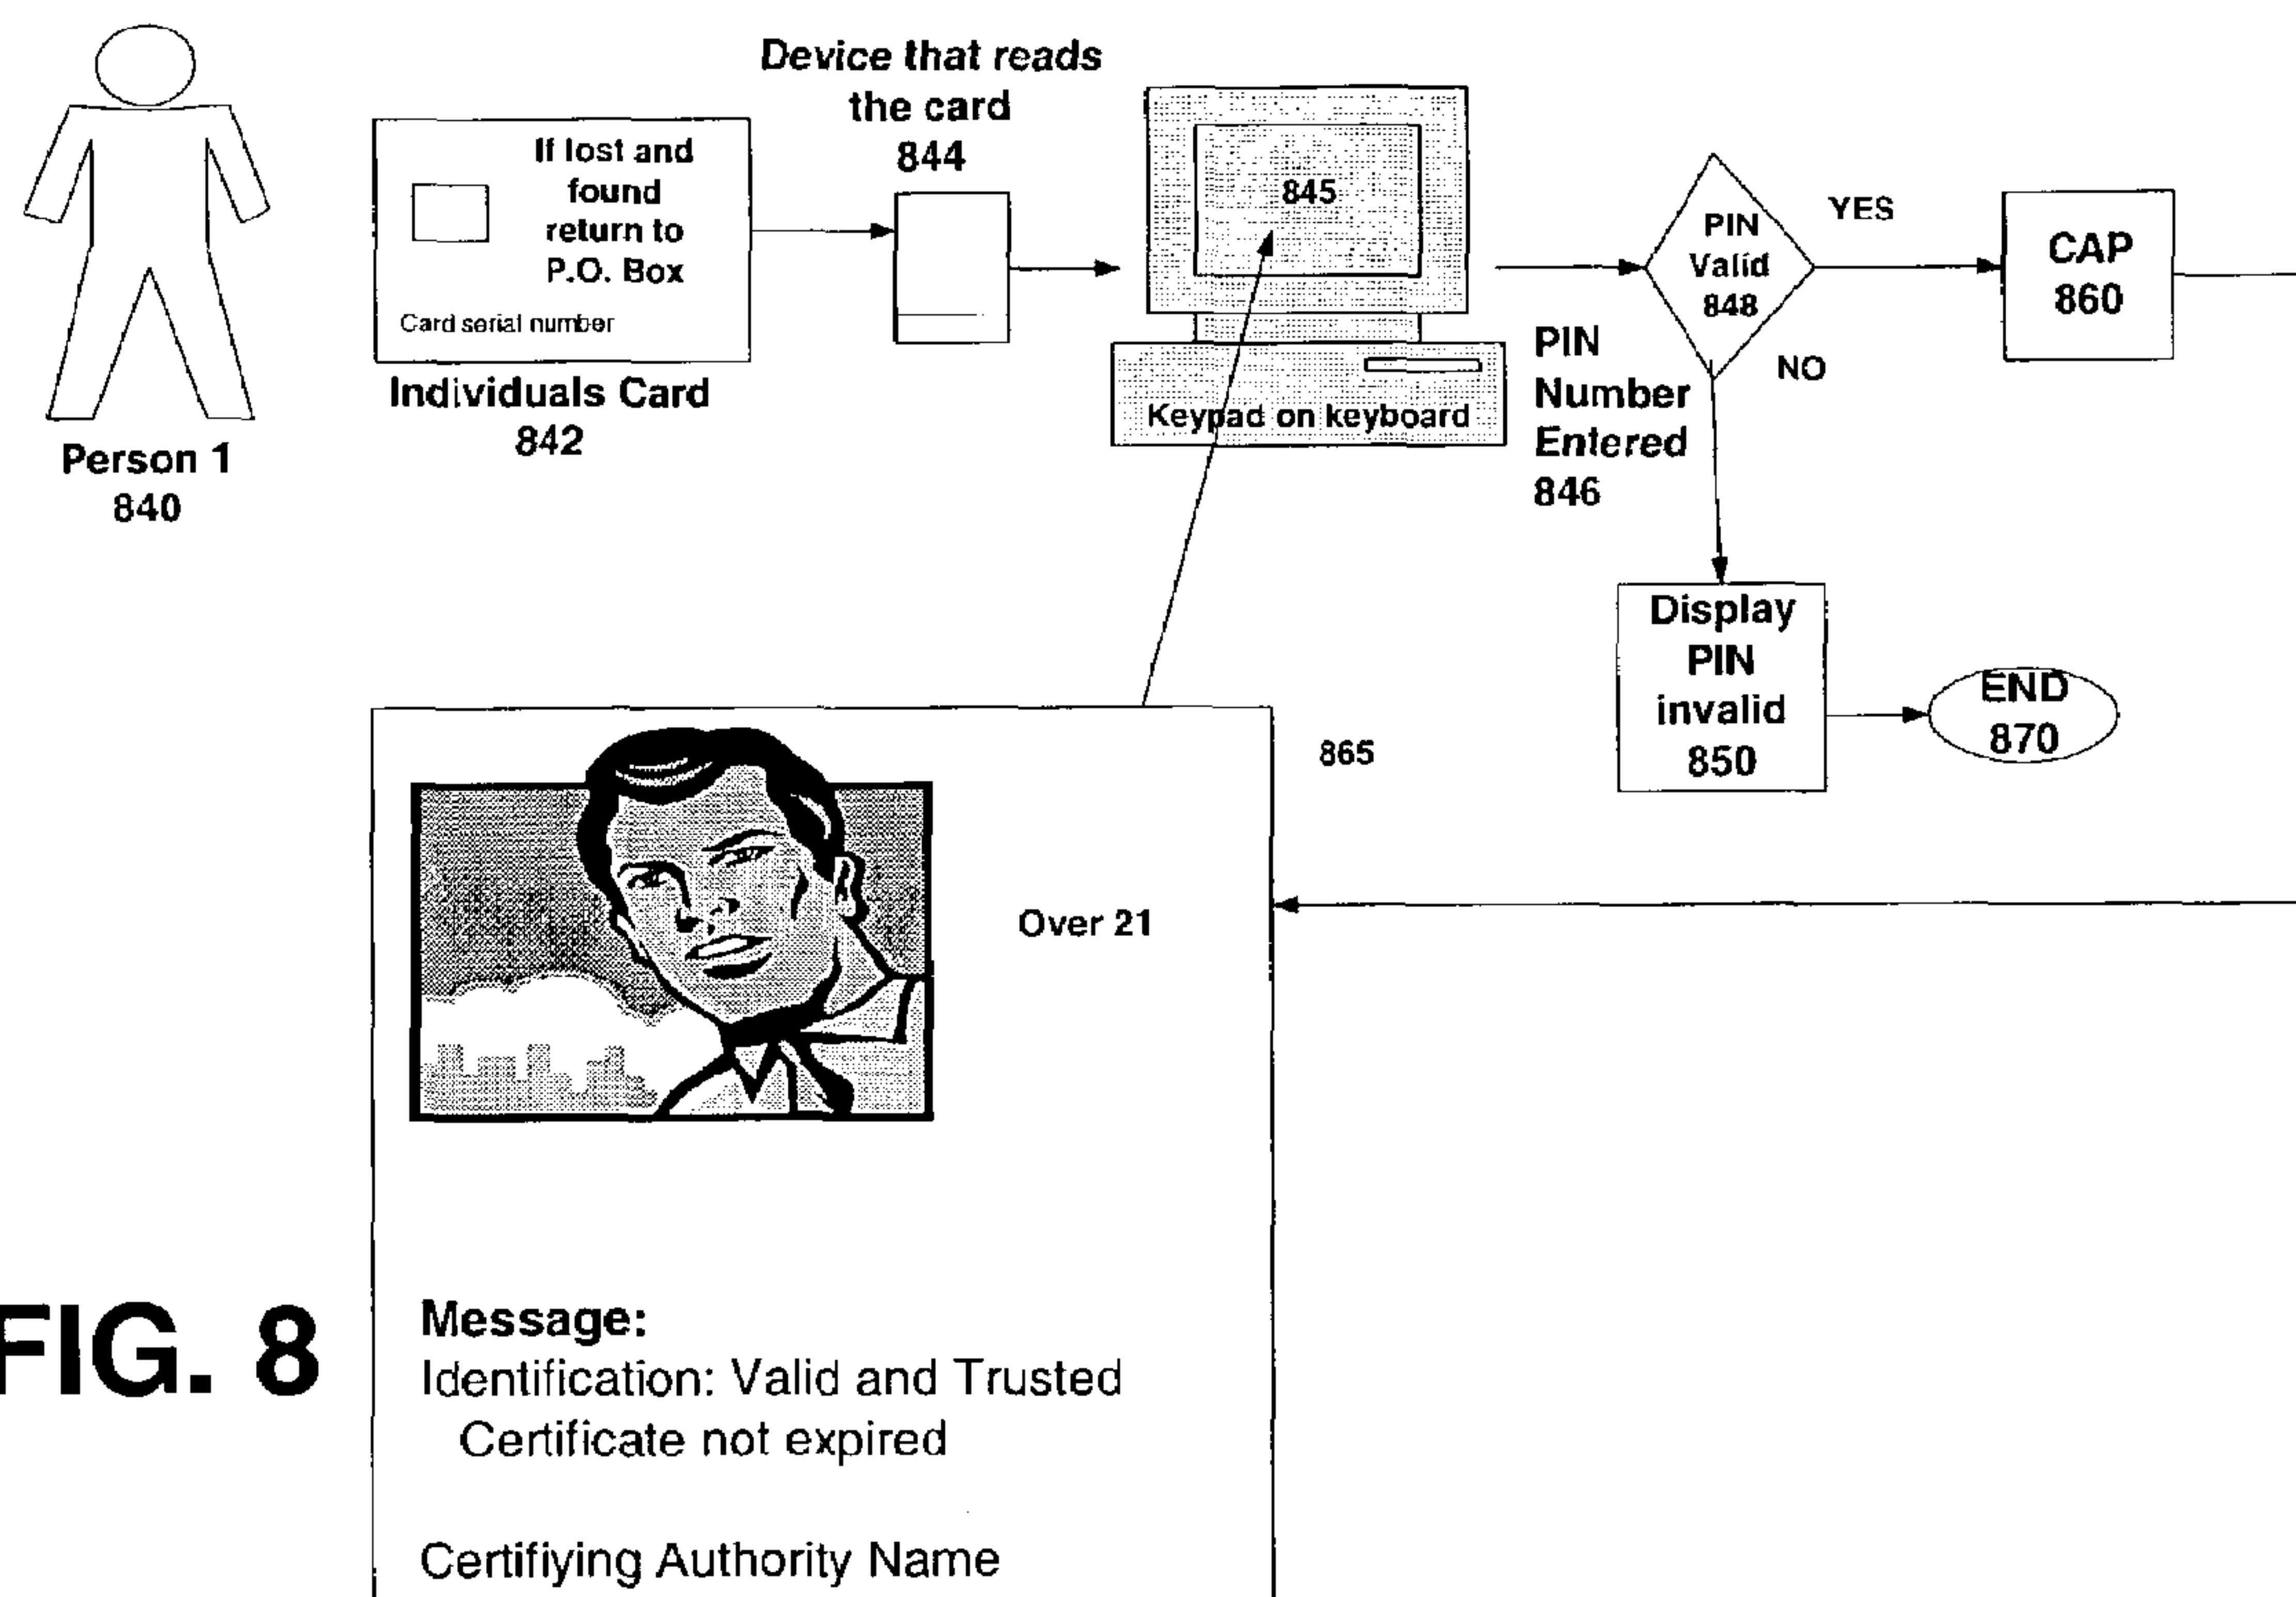 Device that reads
the card
844
If lost and
found
return to
P.O. Box
Card serial number
Individuals Card
842
Person 1
840
845
Keypad on keyboard
PIN
Number
Entered
846
PIN
Valid
848
YES
NO
CAP
860
Display
PIN
invalid
850
END
870
865
Over 21
Message:
Identification: Valid and Trusted
Certificate not expired
Certifiying Authority Name
FIG. 8